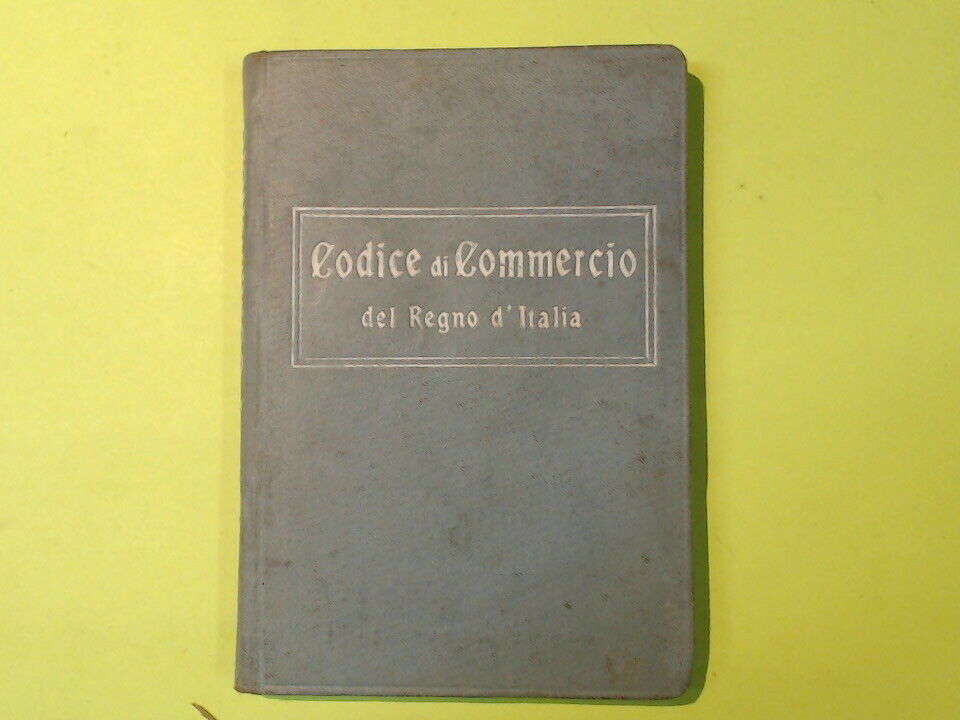 Codice di Commercio
del Regno d'Italia